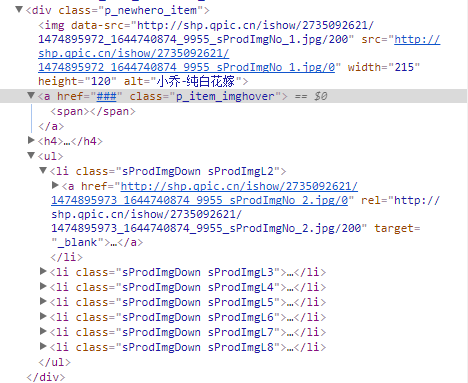 ▼<div class="p_newhero_item">
<img data-src="http://shp.qpic.cn/ishow/2735092621/
1474895972_1644740874_9955_sProdImgNo_1.jpg/200" src="http://
shp.qpic.cn/ishow/2735092621/
1474895972_1644740874_9955_sProdImgNo_1.jpg/0" width="215"
height="120" alt="小乔-纯白花嫁">
▼<a href="###" class="p_item_imghover"> == $0
<span></span>
</a>
▶<h4>…</h4>
▼<ul>
▼<li class="sProdImgDown sProdImgL2">
▶<a href="http://shp.qpic.cn/ishow/2735092621/
1474895973_1644740874_9955_sProdImgNo_2.jpg/0" rel="http://
shp.qpic.cn/ishow/2735092621/
1474895973_1644740874_9955_sProdImgNo_2.jpg/200" target=
"_blank">…</a>
</li>
▶<li class="sProdImgDown sProdImgL3">…</li>
▶<li class="sProdImgDown sProdImgL4">…</li>
▶<li class="sProdImgDown sProdImgL5">…</li>
▶<li class="sProdImgDown sProdImgL6">…</li>
▶<li class="sProdImgDown sProdImgL7">…</li>
▶<li class="sProdImgDown sProdImgL8">…</li>
</ul>
</div>